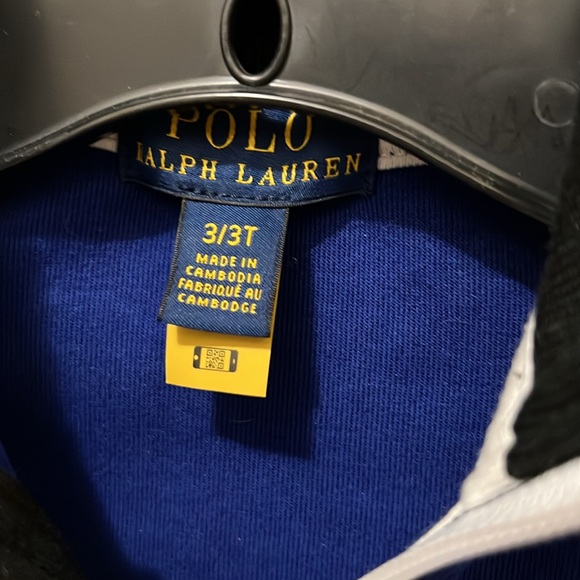 POLO
RALPH LAUREN
3/3T
MADE IN
CAMBODIA
FABRIQUÉ AU
CAMBODGE